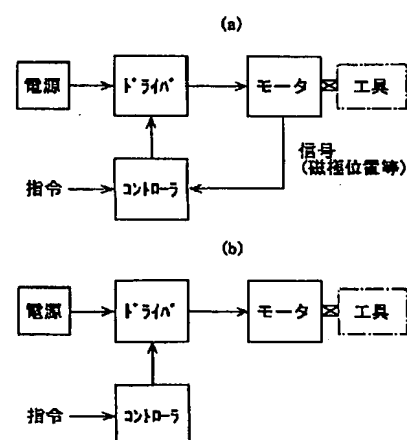 (a)
電源 ドライバ モータ 工具
信号
(磁極位置等)
指令 コントローラ
(b)
電源 ドライバ モータ 工具
指令 コントローラ